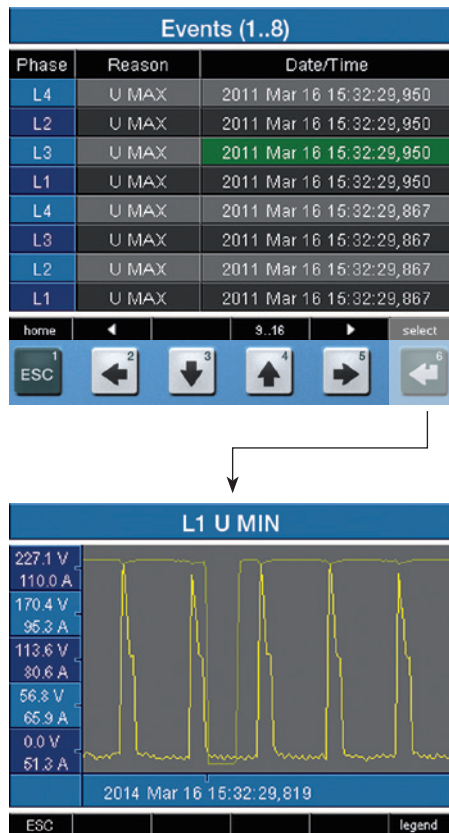 Events (1..8)
Phase Reason Date/Time
L4 U MAX 2011 Mar 16 15:32:29,950
L2 U MAX 2011 Mar 16 15:32:29,950
L3 U MAX 2011 Mar 16 15:32:29,950
L1 U MAX 2011 Mar 16 15:32:29,950
L4 U MAX 2011 Mar 16 15:32:29,867
L3 U MAX 2011 Mar 16 15:32:29,867
L2 U MAX 2011 Mar 16 15:32:29,867
L1 U MAX 2011 Mar 16 15:32:29,867
home 9..16 select
ESC 1 2 3 4 5 6
L1 U MIN
227.1 V
110.0 A
170.4 V
95.3 A
113.6 V
80.6 A
56.8 V
65.9 A
0.0 V
51.3 A
2014 Mar 16 15:32:29,819
ESC legend